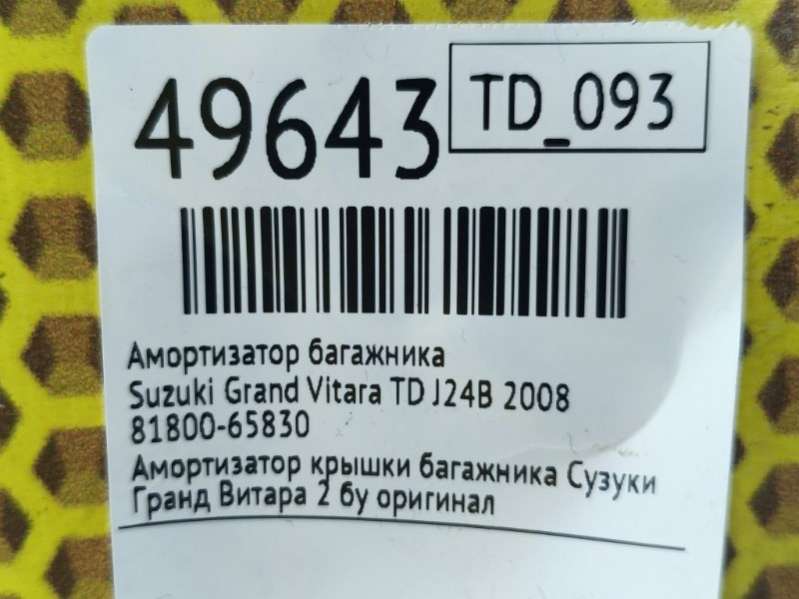 49643
TD_093
Амортизатор багажника
Suzuki Grand Vitara TD J24B 2008
81800-65830
Амортизатор крышки багажника Сузуки
Гранд Витара 2 бу оригинал